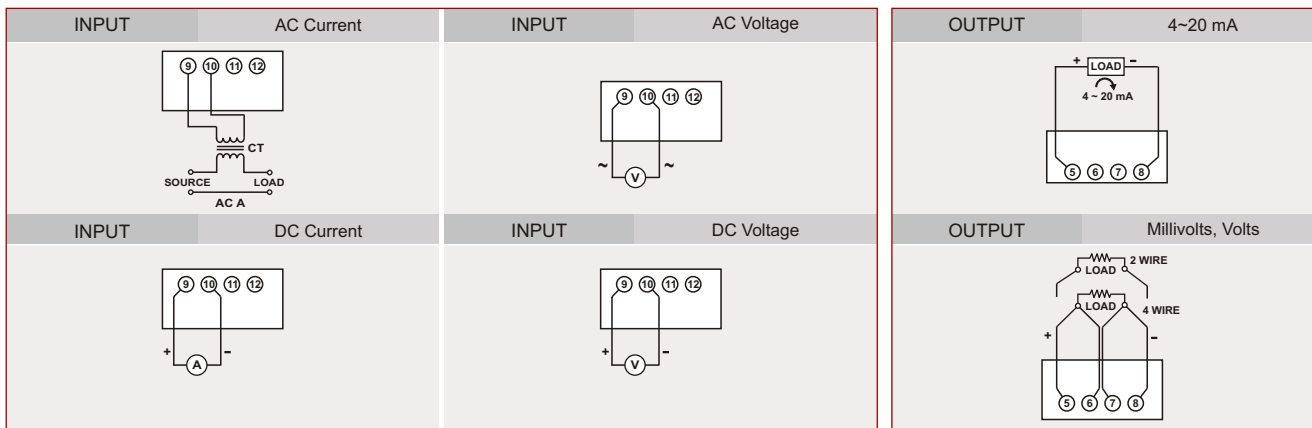 INPUT AC Current
9 10 11 12
CT
SOURCE LOAD
AC A
INPUT AC Voltage
9 10 11 12
~ V ~
OUTPUT 4~20 mA
+ LOAD -
4 ~ 20 mA
5 6 7 8
INPUT DC Current
9 10 11 12
+ A -
INPUT DC Voltage
9 10 11 12
+ V -
OUTPUT Millivolts, Volts
2 WIRE
LOAD
LOAD 4 WIRE
+ -
5 6 7 8